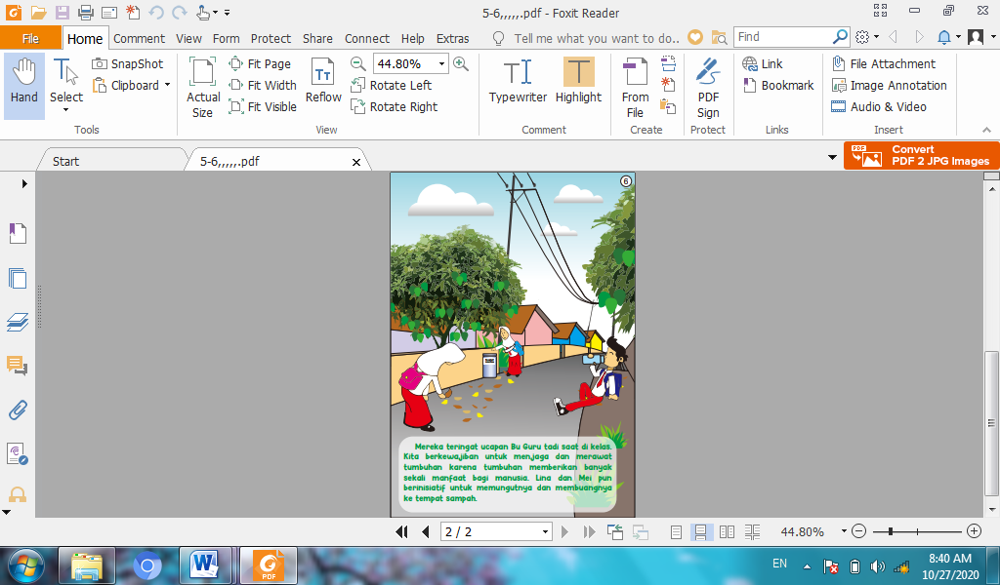 5-6,,,,,,.pdf - Foxit Reader
File
Home
Comment
View
Form
Protect
Share
Connect
Help
Extras
Tell me what you want to do..
Find
Hand
Select
SnapShot
Clipboard
Tools
Actual Size
Fit Page
Fit Width
Fit Visible
Reflow
44.80%
Rotate Left
Rotate Right
View
Typewriter
Highlight
Comment
From File
Create
PDF Sign
Protect
Link
Bookmark
Links
File Attachment
Image Annotation
Audio & Video
Insert
Start
5-6,,,,,,.pdf
PDF
Convert
PDF 2 JPG Images
6
Mereka teringat ucapan Bu Guru tadi saat di kelas.
Kita berkewajiban untuk menjaga dan merawat
tumbuhan karena tumbuhan memberikan banyak
sekali manfaat bagi manusia. Lina dan Mei pun
berinisiatif untuk memungutnya dan membuangnya
ke tempat sampah.
2 / 2
44.80%
PDF
EN
8:40 AM
10/27/2020